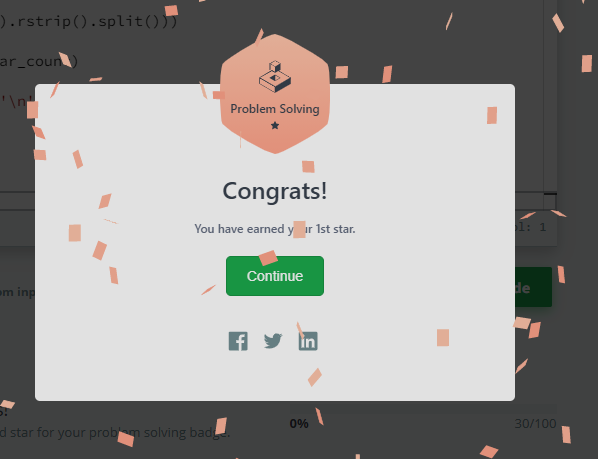 ).rstrip().split()))
ar_count)
'\n'
Problem Solving
Congrats!
You have earned your 1st star.
Continue
ol: 1
om inp
de
s:
d star for your problem solving badge.
0%
30/100